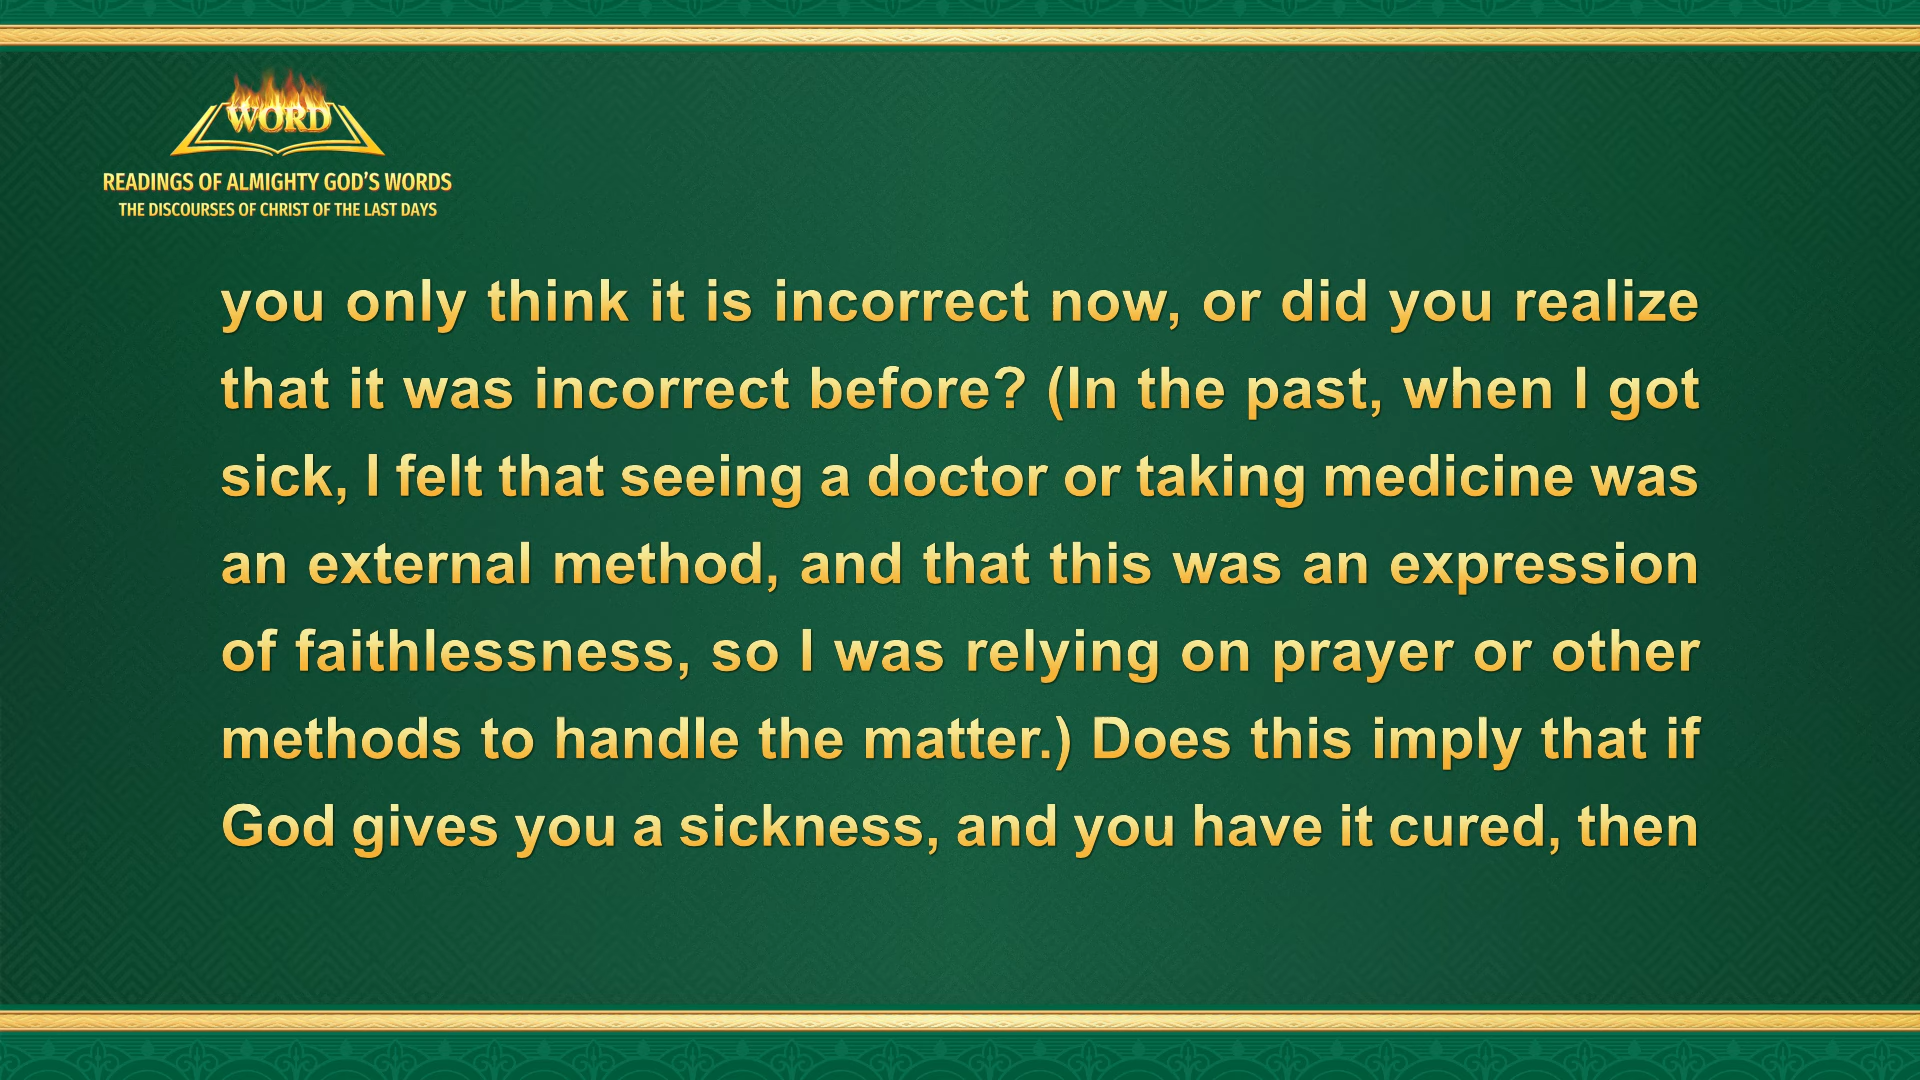 WORD
READINGS OF ALMIGHTY GOD'S WORDS
THE DISCOURSES OF CHRIST OF THE LAST DAYS
you only think it is incorrect now, or did you realize
that it was incorrect before? (In the past, when I got
sick, I felt that seeing a doctor or taking medicine was
an external method, and that this was an expression
of faithlessness, so I was relying on prayer or other
methods to handle the matter.) Does this imply that if
God gives you a sickness, and you have it cured, then